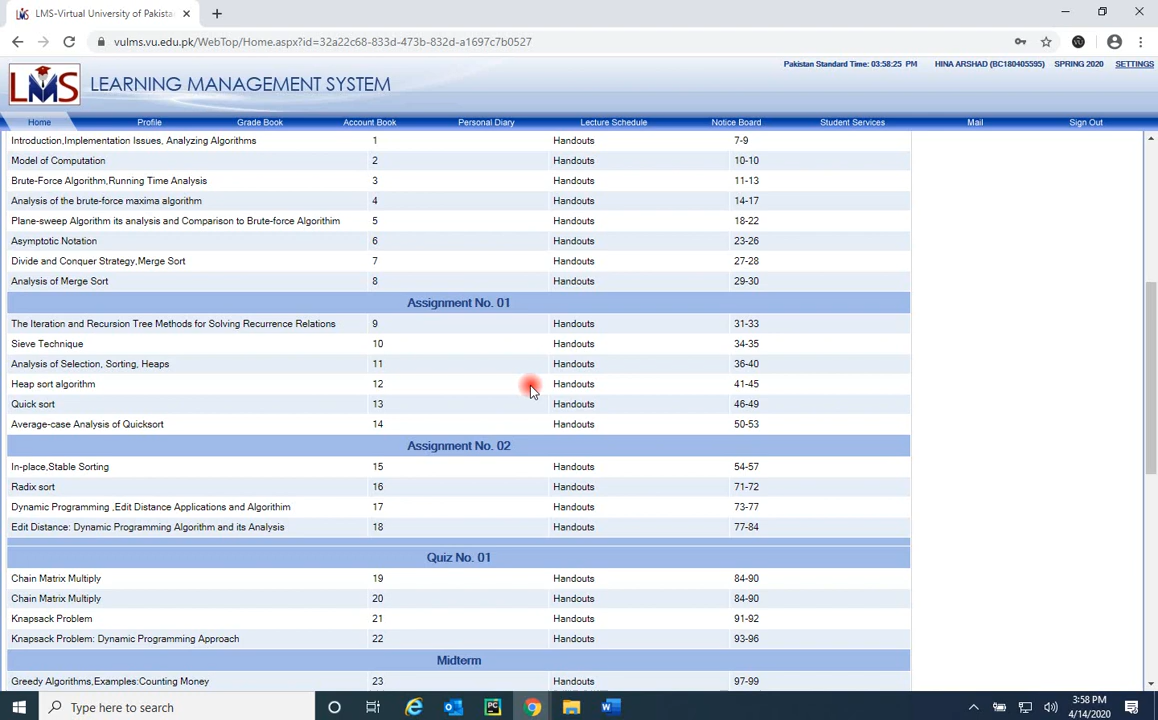 LMS-Virtual University of Pakista
vulms.vu.edu.pk/WebTop/Home.aspx?id=32a22c68-833d-473b-832d-a1697c7b0527
Pakistan Standard Time: 03:58:25 PM HINA ARSHAD (BC180405595) SPRING 2020 SETTINGS
LMS LEARNING MANAGEMENT SYSTEM
Home Profile Grade Book Account Book Personal Diary Lecture Schedule Notice Board Student Services Mail Sign Out
Introduction,Implementation Issues, Analyzing Algorithms 1 Handouts 7-9
Model of Computation 2 Handouts 10-10
Brute-Force Algorithm,Running Time Analysis 3 Handouts 11-13
Analysis of the brute-force maxima algorithm 4 Handouts 14-17
Plane-sweep Algorithm its analysis and Comparison to Brute-force Algorithim 5 Handouts 18-22
Asymptotic Notation 6 Handouts 23-26
Divide and Conquer Strategy,Merge Sort 7 Handouts 27-28
Analysis of Merge Sort 8 Handouts 29-30
Assignment No. 01
The Iteration and Recursion Tree Methods for Solving Recurrence Relations 9 Handouts 31-33
Sieve Technique 10 Handouts 34-35
Analysis of Selection, Sorting, Heaps 11 Handouts 36-40
Heap sort algorithm 12 Handouts 41-45
Quick sort 13 Handouts 46-49
Average-case Analysis of Quicksort 14 Handouts 50-53
Assignment No. 02
In-place,Stable Sorting 15 Handouts 54-57
Radix sort 16 Handouts 71-72
Dynamic Programming ,Edit Distance Applications and Algorithim 17 Handouts 73-77
Edit Distance: Dynamic Programming Algorithm and its Analysis 18 Handouts 77-84
Quiz No. 01
Chain Matrix Multiply 19 Handouts 84-90
Chain Matrix Multiply 20 Handouts 84-90
Knapsack Problem 21 Handouts 91-92
Knapsack Problem: Dynamic Programming Approach 22 Handouts 93-96
Midterm
Greedy Algorithms,Examples:Counting Money 23 Handouts 97-99
Type here to search
3:58 PM
4/14/2020